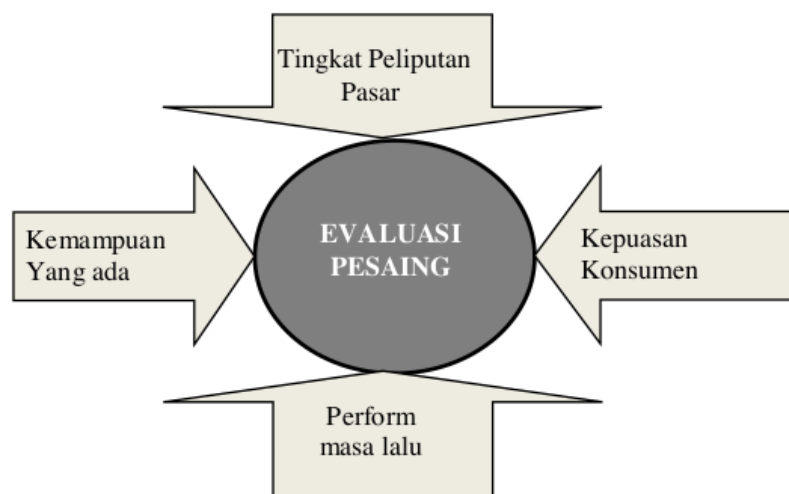 Tingkat Peliputan
Pasar
Kemampuan
Yang ada
EVALUASI
PESAING
Kepuasan
Konsumen
Perform
masa lalu